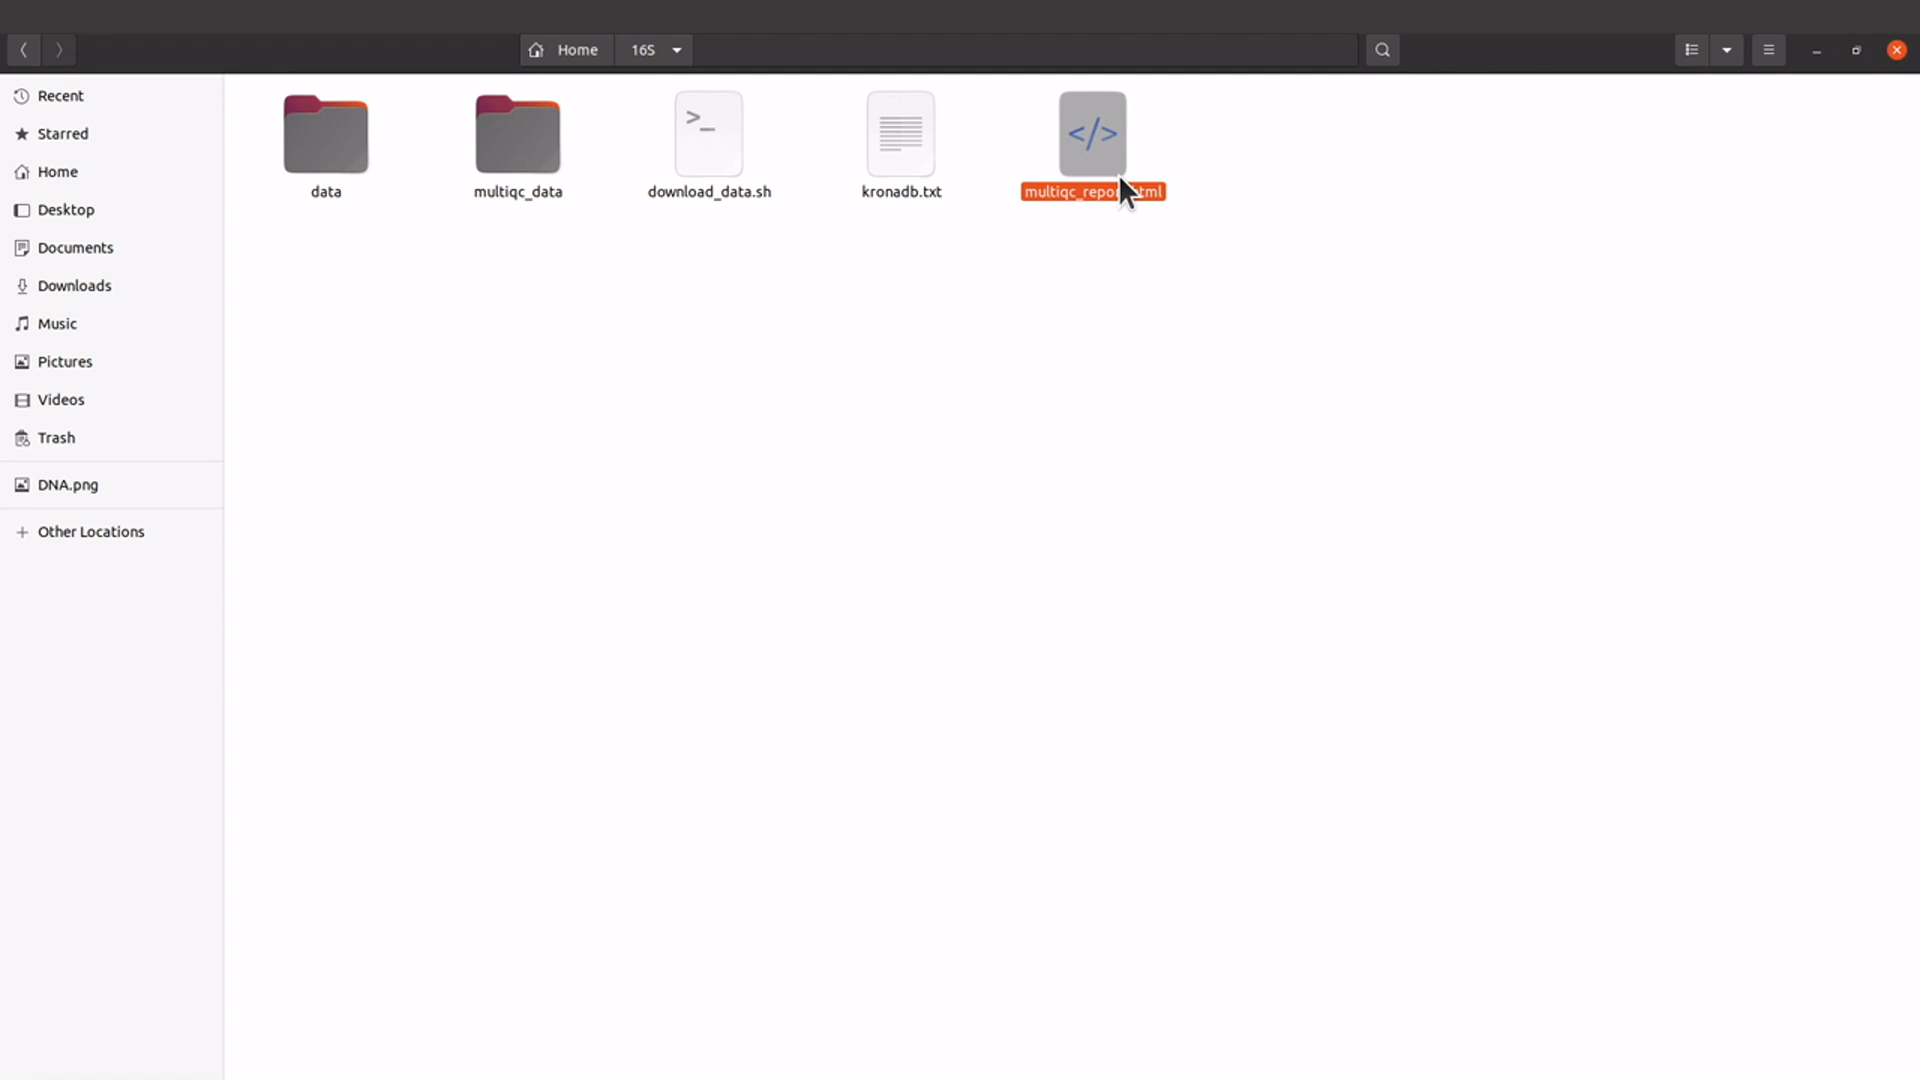 Home 16S
Recent
Starred
Home
Desktop
Documents
Downloads
Music
Pictures
Videos
Trash
DNA.png
Other Locations
>_
</>
data
multiqc_data
download_data.sh
kronadb.txt